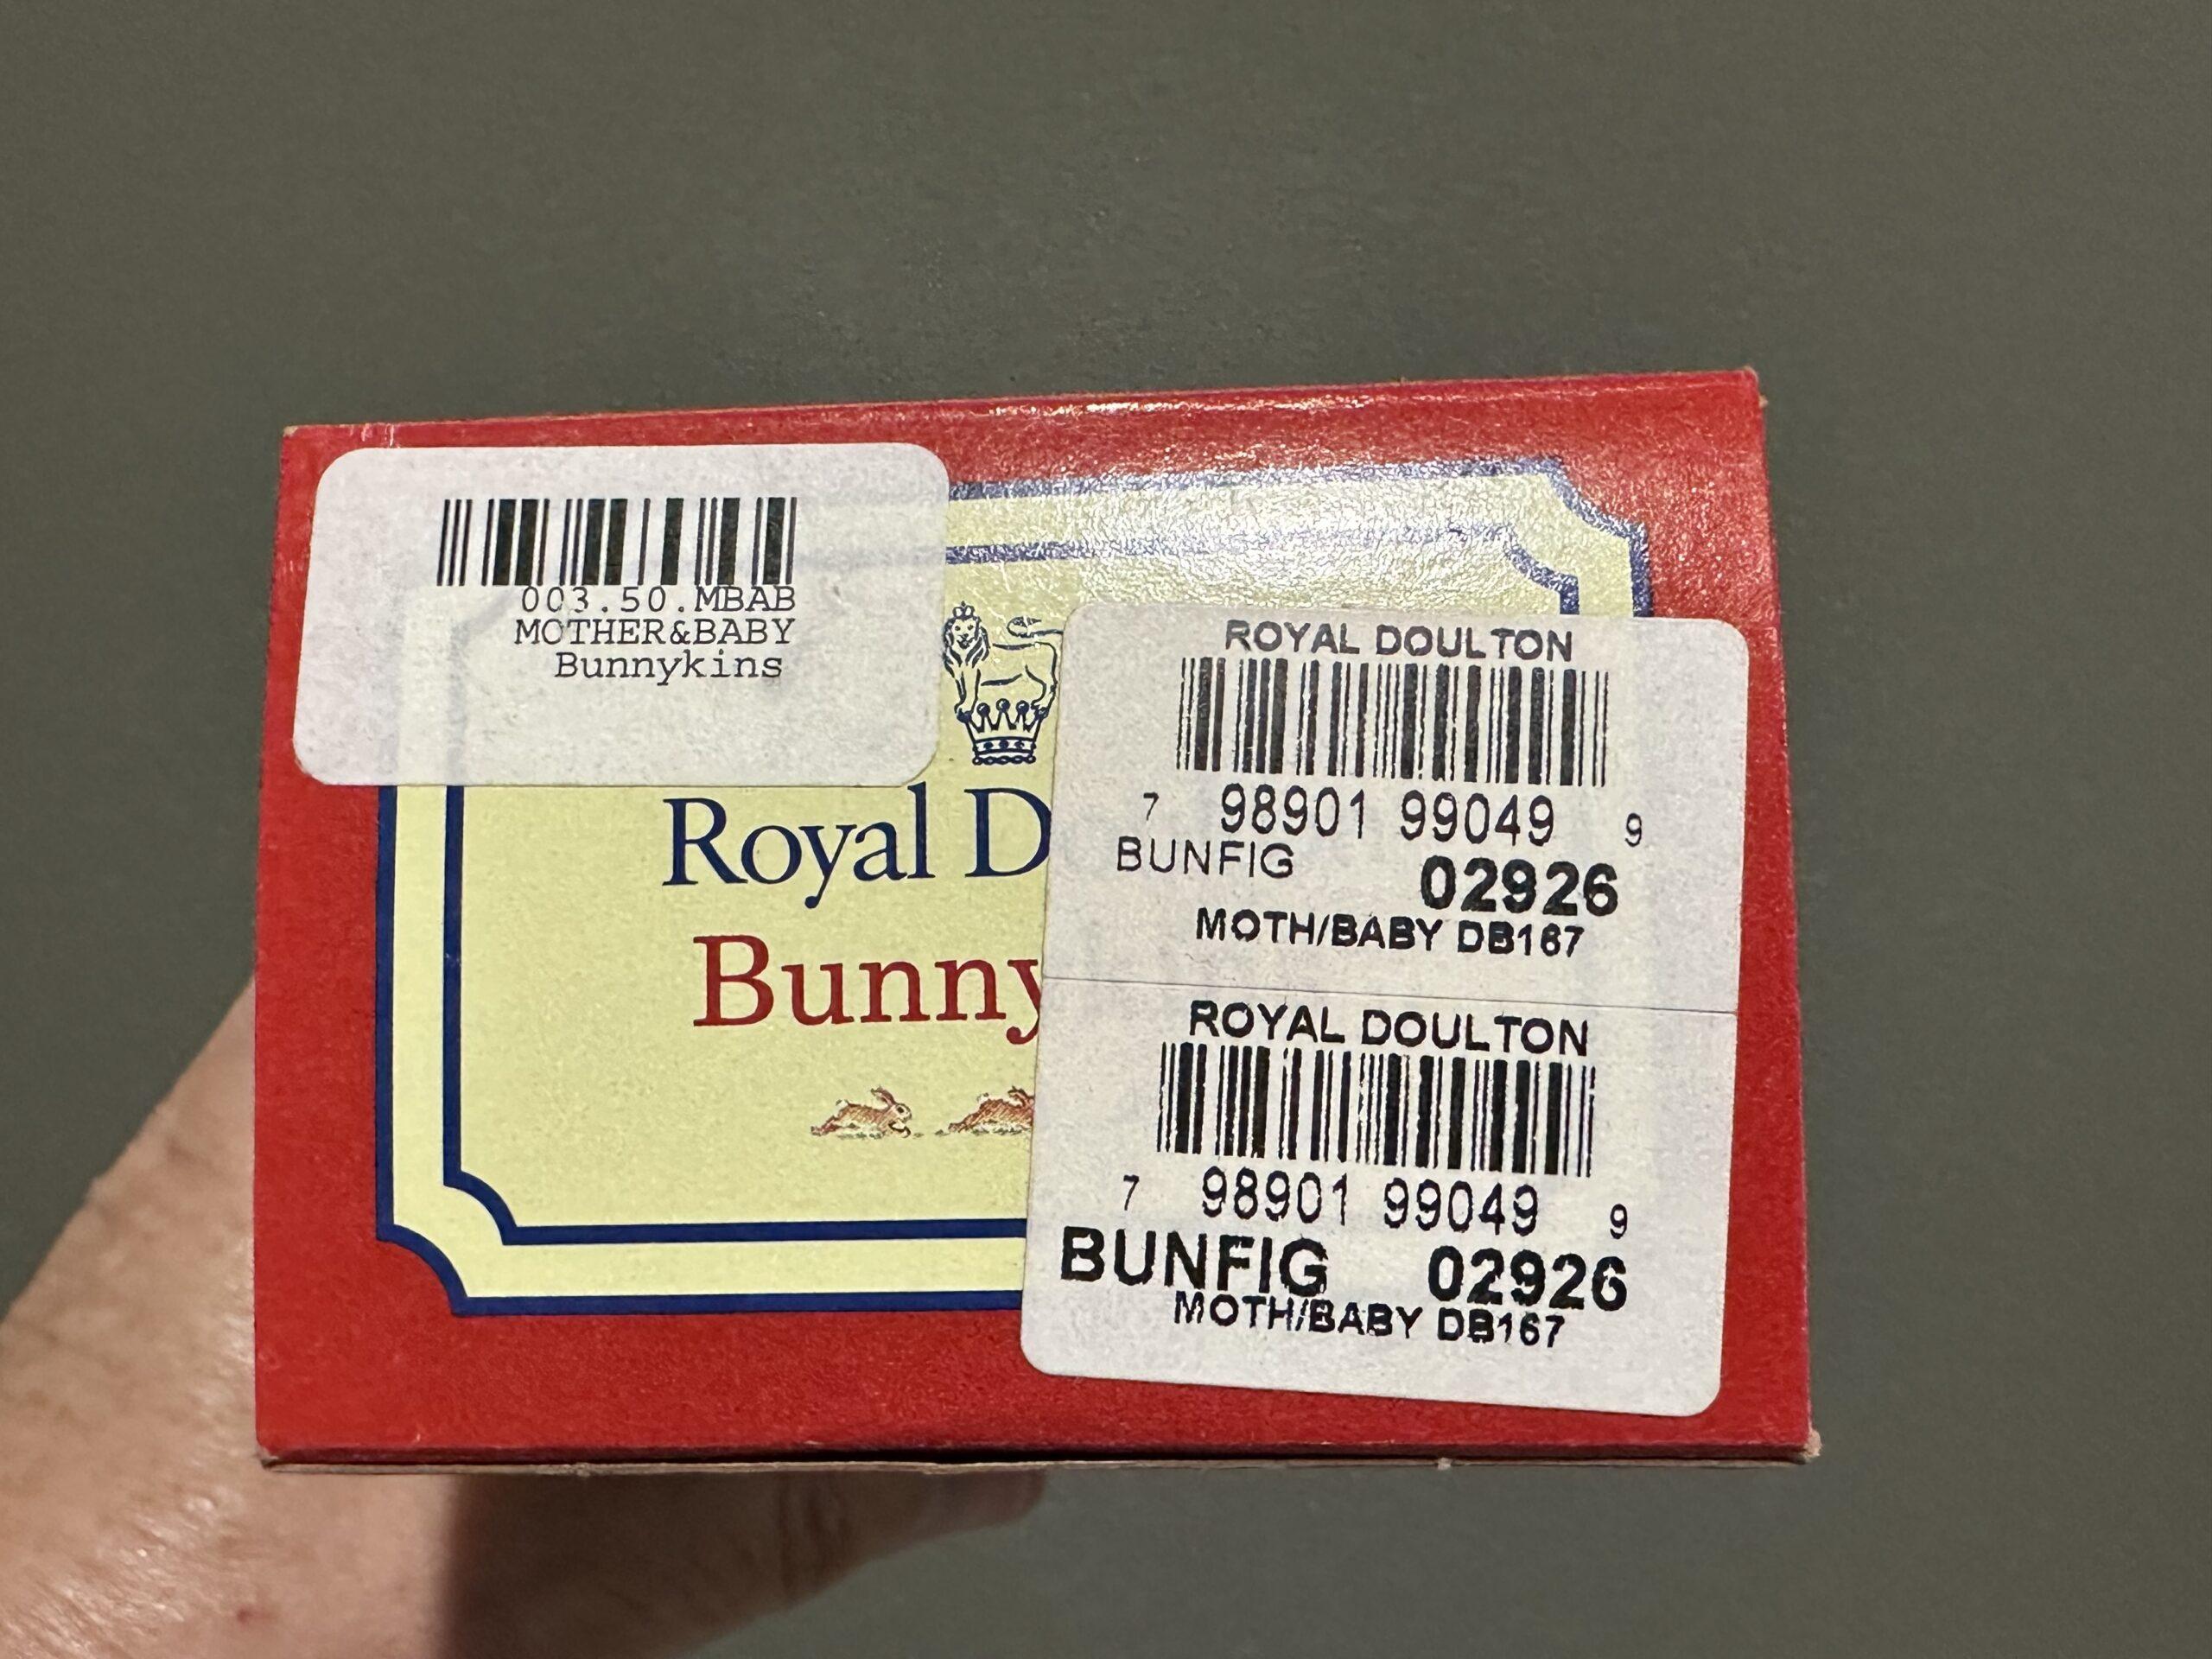 003.50.MBAB
MOTHER&BABY
Bunnykins
Royal D
Bunny
ROYAL DOULTON
7 98901 99049 9
BUNFIG 02926
MOTH/BABY DB167
ROYAL DOULTON
7 98901 99049 9
BUNFIG 02926
MOTH/BABY DB167